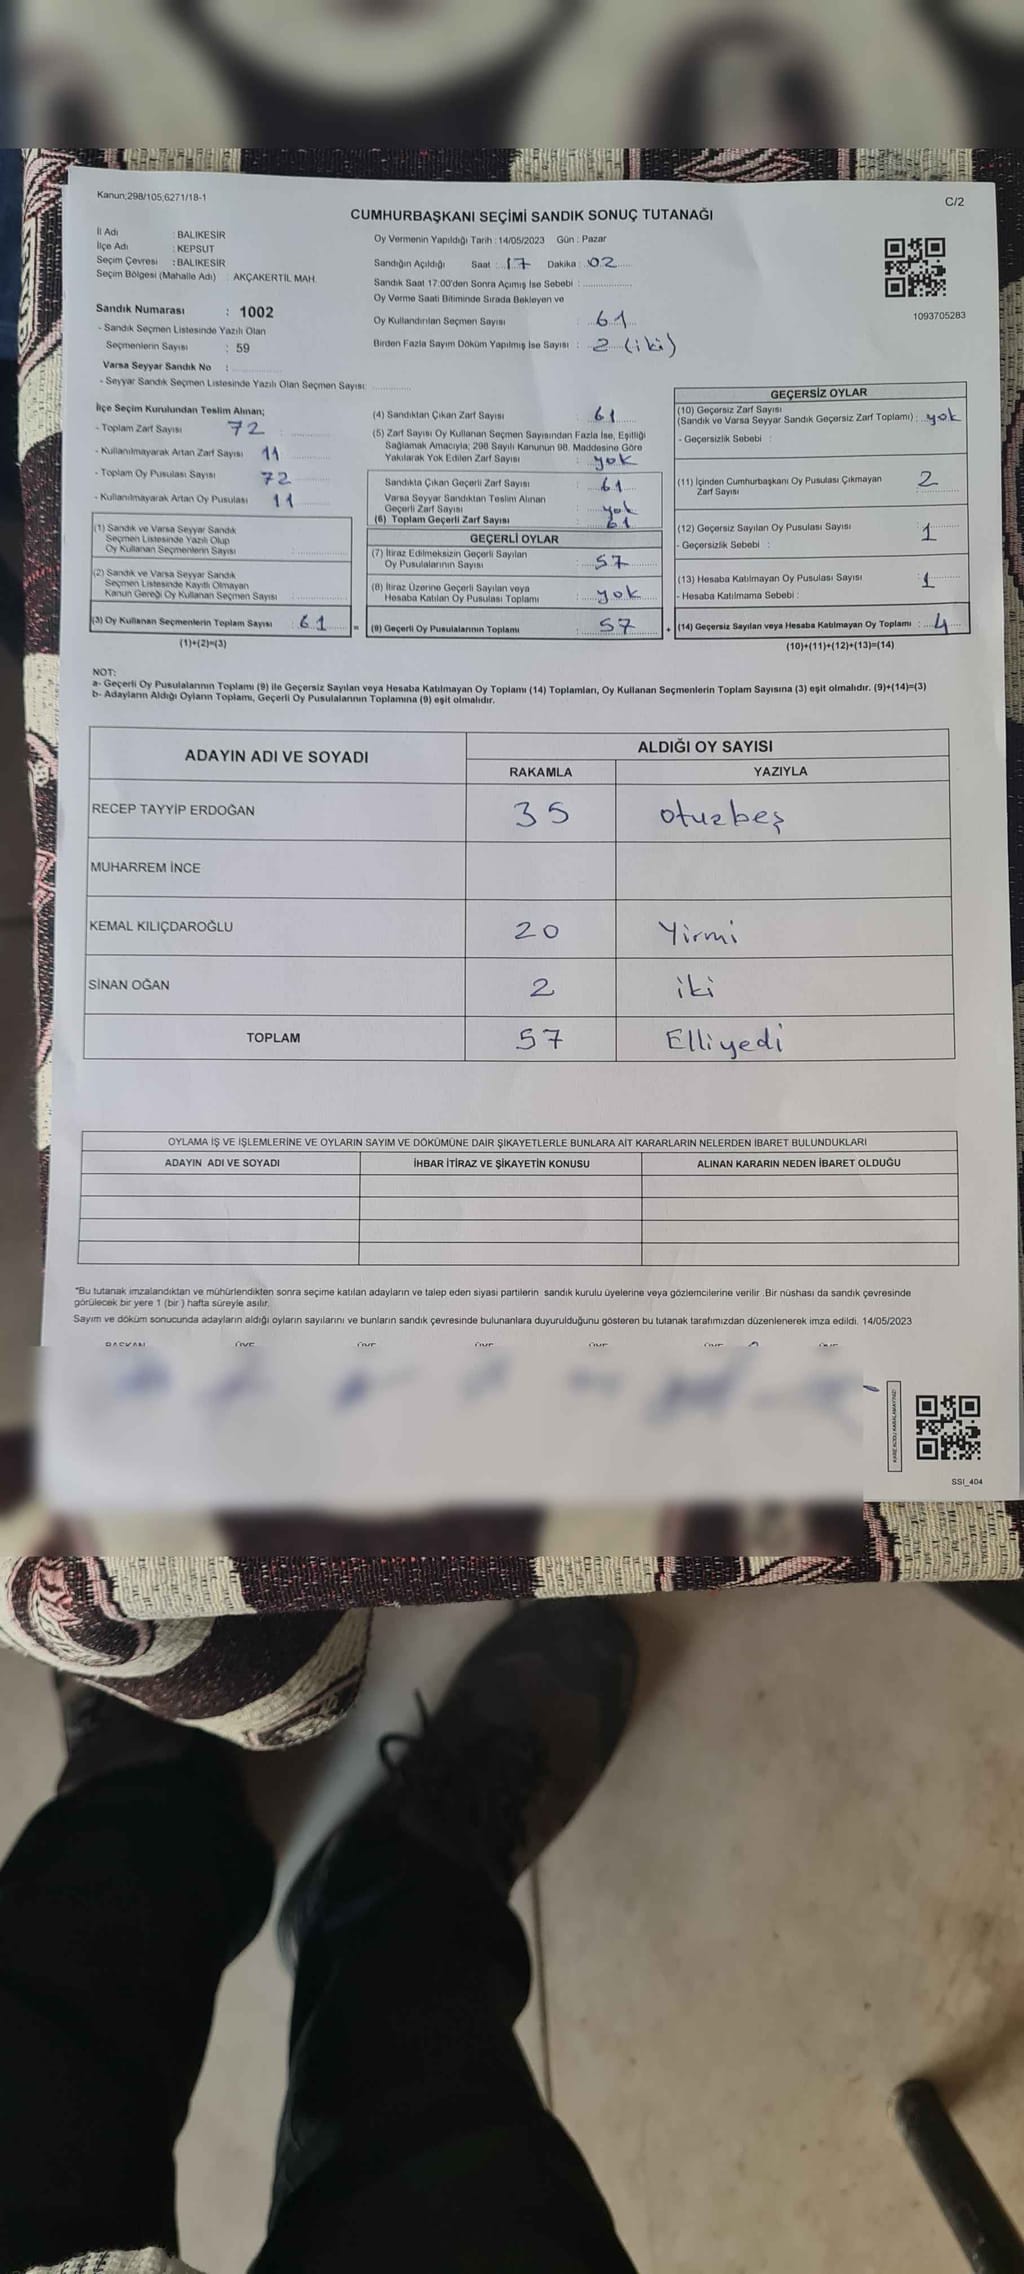 Kanun;298/105;6271/18-1
C/2
CUMHURBAŞKANI SEÇİMİ SANDIK SONUÇ TUTANAĞI
İl Adı : BALIKESİR
İlçe Adı : KEPSUT
Seçim Çevresi : BALIKESİR
Seçim Bölgesi (Mahalle Adı) : AKÇAKERTİL MAH.
Oy Vermenin Yapıldığı Tarih : 14/05/2023 Gün : Pazar
Sandığın Açıldığı Saat : 17 Dakika : 02
Sandık Saat 17:00'den Sonra Açımış İse Sebebi :
Oy Verme Saati Bitiminde Sırada Bekleyen ve
Oy Kullandırılan Seçmen Sayısı : 61
Birden Fazla Sayım Döküm Yapılmış İse Sayısı : 2 (iki)
1093705283
Sandık Numarası : 1002
- Sandık Seçmen Listesinde Yazılı Olan
Seçmenlerin Sayısı : 59
Varsa Seyyar Sandık No :
- Seyyar Sandık Seçmen Listesinde Yazılı Olan Seçmen Sayısı:
İlçe Seçim Kurulundan Teslim Alınan;
- Toplam Zarf Sayısı 72
- Kullanılmayarak Artan Zarf Sayısı 11
- Toplam Oy Pusulası Sayısı 72
- Kullanılmayarak Artan Oy Pusulası 11
(1) Sandık ve Varsa Seyyar Sandık
Seçmen Listesinde Yazılı Olup
Oy Kullanan Seçmenlerin Sayısı :
(2) Sandık ve Varsa Seyyar Sandık
Seçmen Listesinde Kayıtlı Olmayan
Kanun Gereği Oy Kullanan Seçmen Sayısı :
(3) Oy Kullanan Seçmenlerin Toplam Sayısı : 61
(1)+(2)=(3)
(4) Sandıktan Çıkan Zarf Sayısı : 61
(5) Zarf Sayısı Oy Kullanan Seçmen Sayısından Fazla İse, Eşitliği
Sağlamak Amacıyla; 298 Sayılı Kanunun 98. Maddesine Göre
Yakılarak Yok Edilen Zarf Sayısı : yok
Sandıkta Çıkan Geçerli Zarf Sayısı : 61
Varsa Seyyar Sandıktan Teslim Alınan
Geçerli Zarf Sayısı : yok
(6) Toplam Geçerli Zarf Sayısı : 61
GEÇERLİ OYLAR
(7) İtiraz Edilmeksizin Geçerli Sayılan
Oy Pusulalarının Sayısı : 57
(8) İtiraz Üzerine Geçerli Sayılan veya
Hesaba Katılan Oy Pusulası Toplamı : yok
= (9) Geçerli Oy Pusulalarının Toplamı : 57
GEÇERSİZ OYLAR
(10) Geçersiz Zarf Sayısı
(Sandık ve Varsa Seyyar Sandık Geçersiz Zarf Toplamı) : yok
- Geçersizlik Sebebi :
(11) İçinden Cumhurbaşkanı Oy Pusulası Çıkmayan
Zarf Sayısı : 2
(12) Geçersiz Sayılan Oy Pusulası Sayısı : 1
- Geçersizlik Sebebi :
(13) Hesaba Katılmayan Oy Pusulası Sayısı : 1
- Hesaba Katılmama Sebebi :
+ (14) Geçersiz Sayılan veya Hesaba Katılmayan Oy Toplamı : 4
(10)+(11)+(12)+(13)=(14)
NOT:
a- Geçerli Oy Pusulalarının Toplamı (9) ile Geçersiz Sayılan veya Hesaba Katılmayan Oy Toplamı (14) Toplamları, Oy Kullanan Seçmenlerin Toplam Sayısına (3) eşit olmalıdır. (9)+(14)=(3)
b- Adayların Aldığı Oyların Toplamı, Geçerli Oy Pusulalarının Toplamına (9) eşit olmalıdır.
ADAYIN ADI VE SOYADI
ALDIĞI OY SAYISI
RAKAMLA YAZIYLA
RECEP TAYYİP ERDOĞAN 35 otuzbeş
MUHARREM İNCE
KEMAL KILIÇDAROĞLU 20 Yirmi
SİNAN OĞAN 2 iki
TOPLAM 57 Elliyedi
OYLAMA İŞ VE İŞLEMLERİNE VE OYLARIN SAYIM VE DÖKÜMÜNE DAİR ŞİKAYETLERLE BUNLARA AİT KARARLARIN NELERDEN İBARET BULUNDUKLARI
ADAYIN ADI VE SOYADI İHBAR İTİRAZ VE ŞİKAYETİN KONUSU ALINAN KARARIN NEDEN İBARET OLDUĞU
*Bu tutanak imzalandıktan ve mühürlendikten sonra seçime katılan adayların ve talep eden siyasi partilerin sandık kurulu üyelerine veya gözlemcilerine verilir .Bir nüshası da sandık çevresinde
görülecek bir yere 1 (bir ) hafta süreyle asılır.
Sayım ve döküm sonucunda adayların aldığı oyların sayılarını ve bunların sandık çevresinde bulunanlara duyurulduğunu gösteren bu tutanak tarafımızdan düzenlenerek imza edildi. 14/05/2023
BAŞKAN ÜYE ÜYE ÜYE ÜYE ÜYE ÜYE
KARE KODU KARALAMAYINIZ!
SSI_404